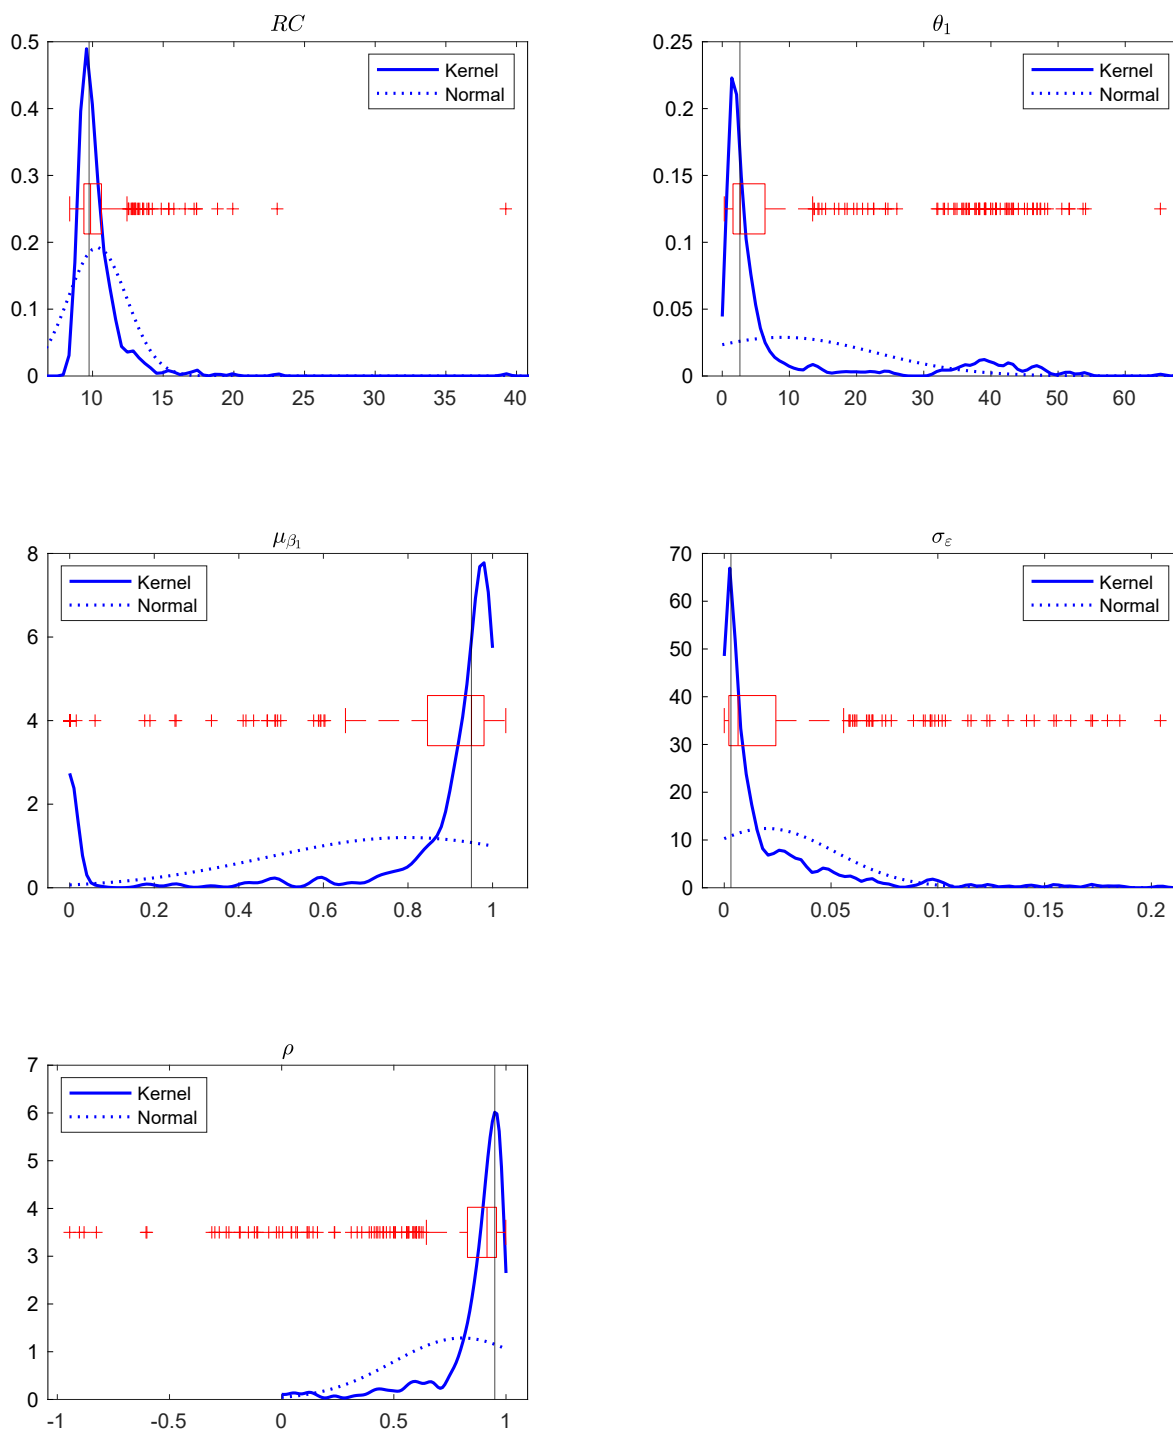 RC
0.5
0.4
0.3
0.2
0.1
0
10 15 20 25 30 35 40
Kernel
Normal
θ₁
0.25
0.2
0.15
0.1
0.05
0
0 10 20 30 40 50 60
Kernel
Normal
μ_β₁
8
6
4
2
0
0 0.2 0.4 0.6 0.8 1
Kernel
Normal
σ_ε
70
60
50
40
30
20
10
0
0 0.05 0.1 0.15 0.2
Kernel
Normal
ρ
7
6
5
4
3
2
1
0
-1 -0.5 0 0.5 1
Kernel
Normal